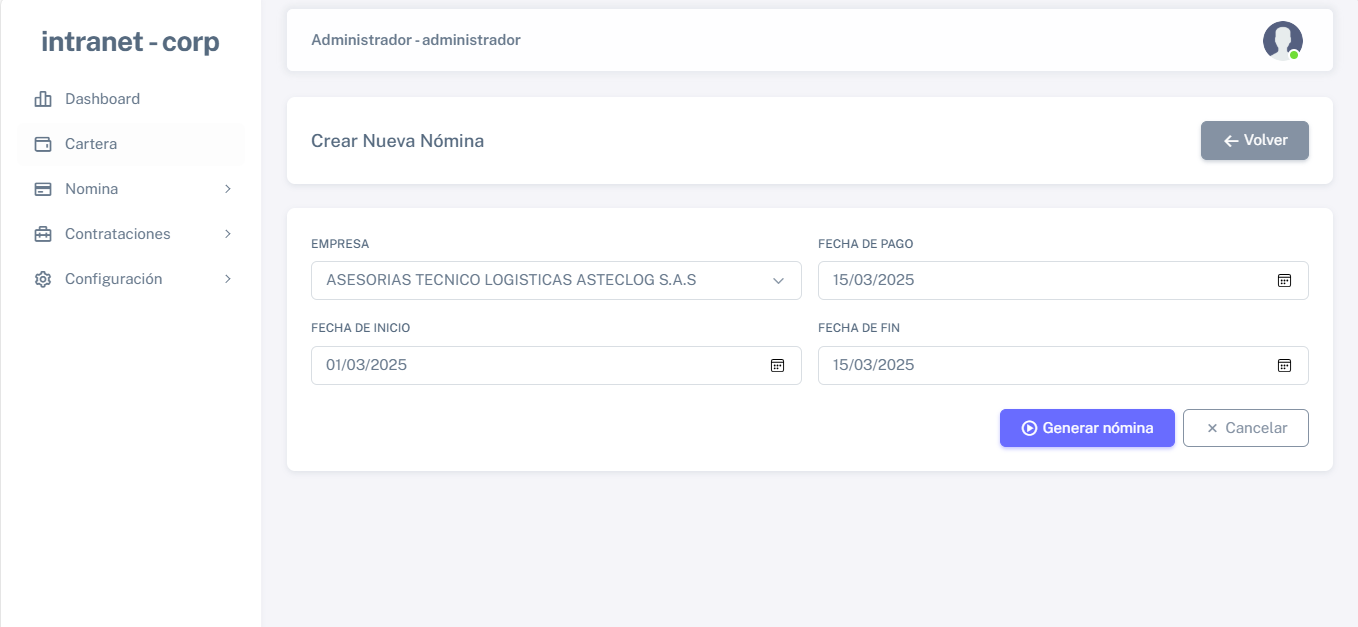 intranet - corp
Dashboard
Cartera
Nomina
Contrataciones
Configuración
Administrador - administrador
Crear Nueva Nómina
Volver
EMPRESA
ASESORIAS TECNICO LOGISTICAS ASTECLOG S.A.S
FECHA DE PAGO
15/03/2025
FECHA DE INICIO
01/03/2025
FECHA DE FIN
15/03/2025
Generar nómina
Cancelar